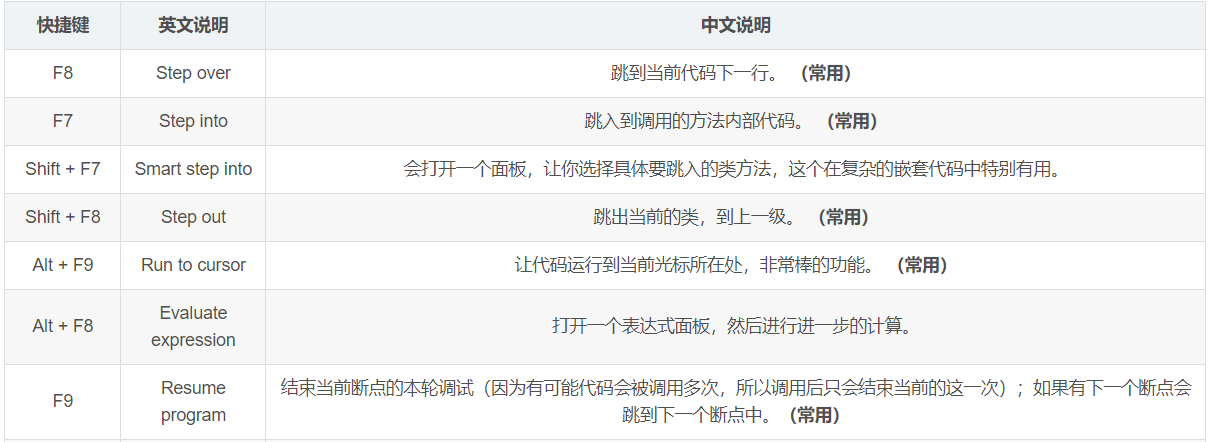 快捷键 英文说明 中文说明
F8 Step over 跳到当前代码下一行。（常用）
F7 Step into 跳入到调用的方法内部代码。（常用）
Shift + F7 Smart step into 会打开一个面板，让你选择具体要跳入的类方法，这个在复杂的嵌套代码中特别有用。
Shift + F8 Step out 跳出当前的类，到上一级。（常用）
Alt + F9 Run to cursor 让代码运行到当前光标所在处，非常棒的功能。（常用）
Alt + F8 Evaluate
expression 打开一个表达式面板，然后进行进一步的计算。
F9 Resume
program 结束当前断点的本轮调试（因为有可能代码会被调用多次，所以调用后只会结束当前的这一次）；如果有下一个断点会
跳到下一个断点中。（常用）